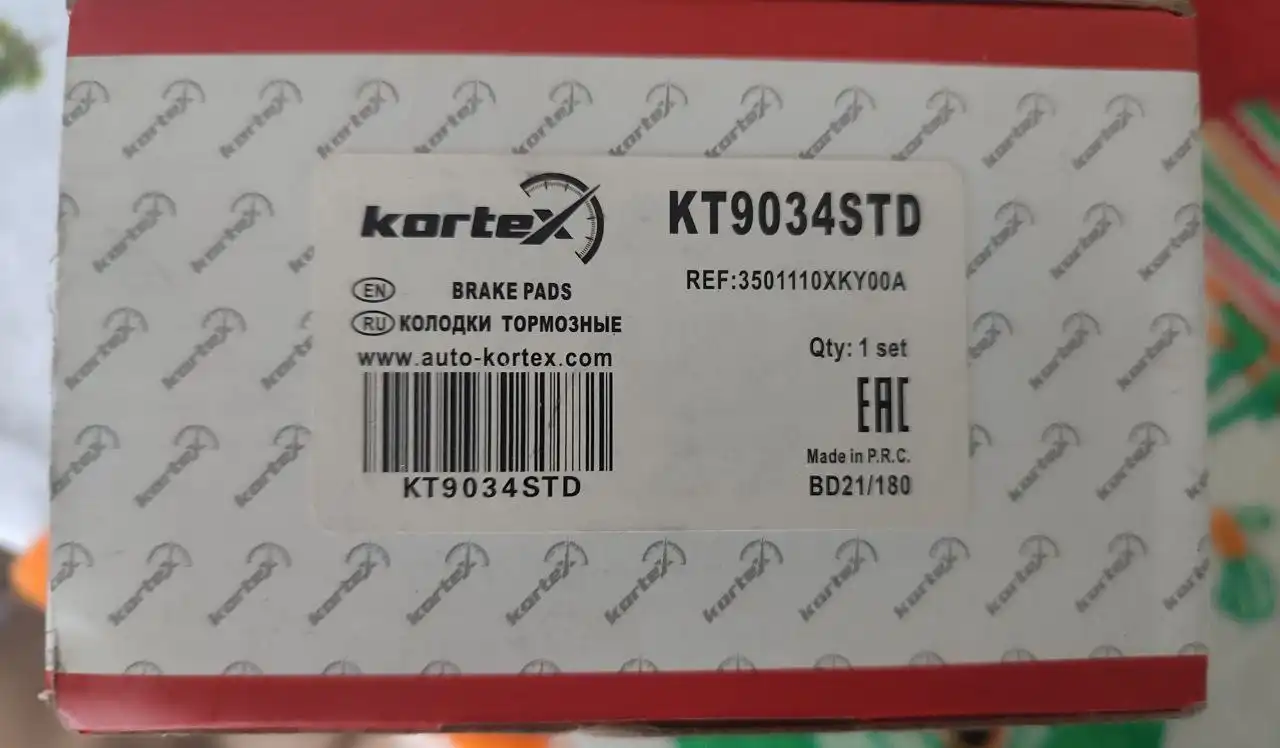 kortex
KT9034STD
REF:3501110XKY00A
EN BRAKE PADS
RU КОЛОДКИ ТОРМОЗНЫЕ
www.auto-kortex.com
KT9034STD
Qty: 1 set
EAC
Made in P.R.C.
BD21/180